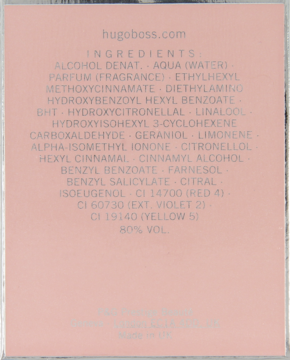 hugoboss.com
INGREDIENTS:
ALCOHOL DENAT. · AQUA (WATER) ·
PARFUM (FRAGRANCE) · ETHYLHEXYL
METHOXYCINNAMATE · DIETHYLAMINO
HYDROXYBENZOYL HEXYL BENZOATE ·
BHT · HYDROXYCITRONELLAL · LINALOOL ·
HYDROXYISOHEXYL 3-CYCLOHEXENE
CARBOXALDEHYDE · GERANIOL · LIMONENE ·
ALPHA-ISOMETHYL IONONE · CITRONELLOL ·
HEXYL CINNAMAL · CINNAMYL ALCOHOL ·
BENZYL BENZOATE · FARNESOL ·
BENZYL SALICYLATE · CITRAL ·
ISOEUGENOL · CI 14700 (RED 4) ·
CI 60730 (EXT. VIOLET 2) ·
CI 19140 (YELLOW 5)
80% VOL.